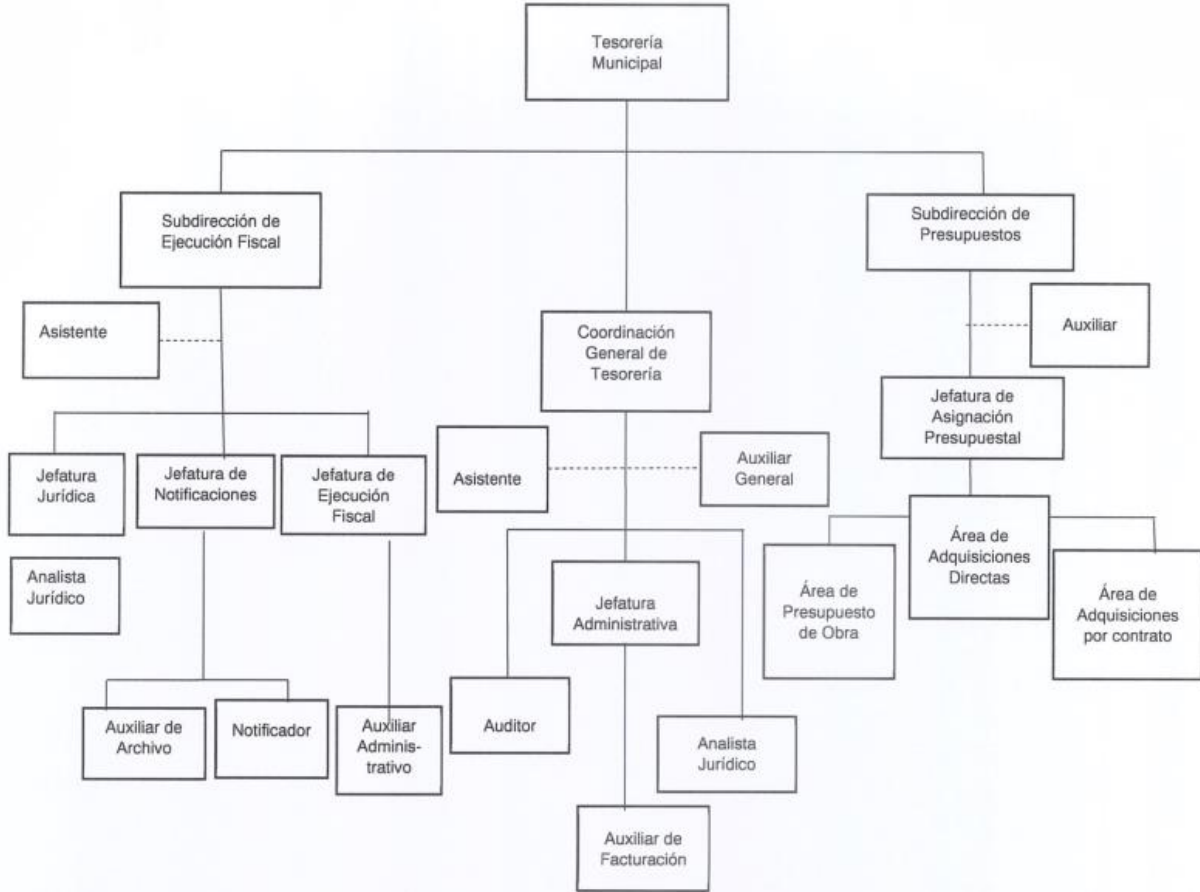 Tesorería
Municipal
Subdirección de
Ejecución Fiscal
Subdirección de
Presupuestos
Asistente
Coordinación
General de
Tesorería
Auxiliar
Jefatura de
Asignación
Presupuestal
Jefatura
Jurídica
Jefatura de
Notificaciones
Jefatura de
Ejecución
Fiscal
Asistente
Auxiliar
General
Analista
Jurídico
Jefatura
Administrativa
Área de
Presupuesto
de Obra
Área de
Adquisiciones
Directas
Área de
Adquisiciones
por contrato
Auxiliar de
Archivo
Notificador
Auxiliar
Adminis-
trativo
Auditor
Analista
Jurídico
Auxiliar de
Facturación